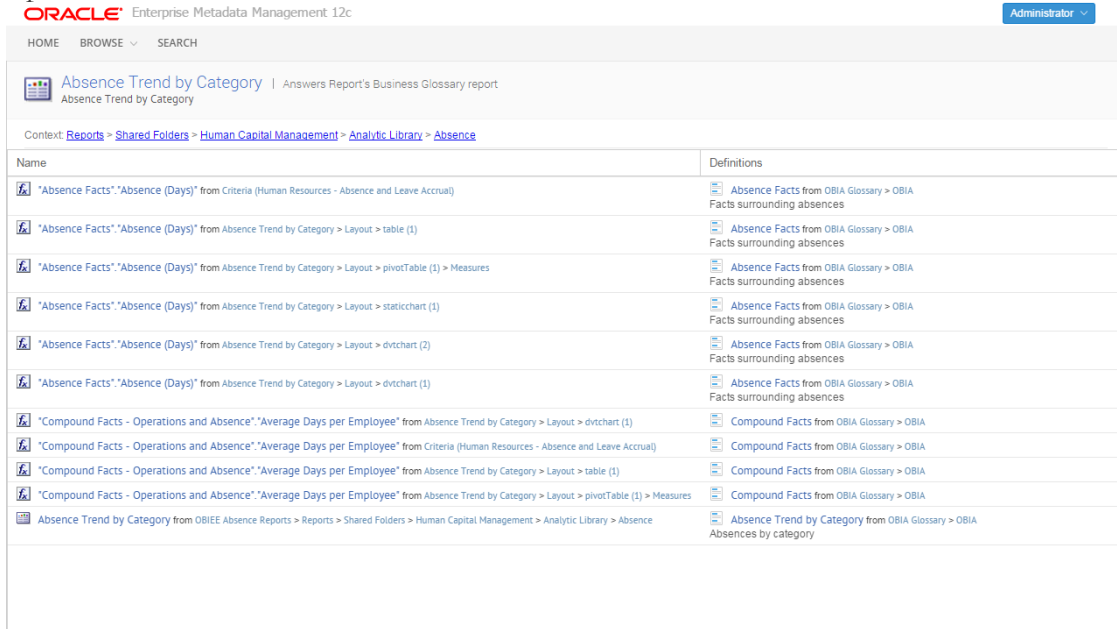 ORACLE® Enterprise Metadata Management 12c
Administrator
HOME BROWSE SEARCH
Absence Trend by Category | Answers Report's Business Glossary report
Absence Trend by Category
Context: Reports > Shared Folders > Human Capital Management > Analytic Library > Absence
Name Definitions
"Absence Facts"."Absence (Days)" from Criteria (Human Resources - Absence and Leave Accrual) Absence Facts from OBIA Glossary > OBIA
Facts surrounding absences
"Absence Facts"."Absence (Days)" from Absence Trend by Category > Layout > table (1) Absence Facts from OBIA Glossary > OBIA
Facts surrounding absences
"Absence Facts"."Absence (Days)" from Absence Trend by Category > Layout > pivotTable (1) > Measures Absence Facts from OBIA Glossary > OBIA
Facts surrounding absences
"Absence Facts"."Absence (Days)" from Absence Trend by Category > Layout > staticchart (1) Absence Facts from OBIA Glossary > OBIA
Facts surrounding absences
"Absence Facts"."Absence (Days)" from Absence Trend by Category > Layout > dvtchart (2) Absence Facts from OBIA Glossary > OBIA
Facts surrounding absences
"Absence Facts"."Absence (Days)" from Absence Trend by Category > Layout > dvtchart (1) Absence Facts from OBIA Glossary > OBIA
Facts surrounding absences
"Compound Facts - Operations and Absence"."Average Days per Employee" from Absence Trend by Category > Layout > dvtchart (1) Compound Facts from OBIA Glossary > OBIA
"Compound Facts - Operations and Absence"."Average Days per Employee" from Criteria (Human Resources - Absence and Leave Accrual) Compound Facts from OBIA Glossary > OBIA
"Compound Facts - Operations and Absence"."Average Days per Employee" from Absence Trend by Category > Layout > table (1) Compound Facts from OBIA Glossary > OBIA
"Compound Facts - Operations and Absence"."Average Days per Employee" from Absence Trend by Category > Layout > pivotTable (1) > Measures Compound Facts from OBIA Glossary > OBIA
Absence Trend by Category from OBIEE Absence Reports > Reports > Shared Folders > Human Capital Management > Analytic Library > Absence Absence Trend by Category from OBIA Glossary > OBIA
Absences by category